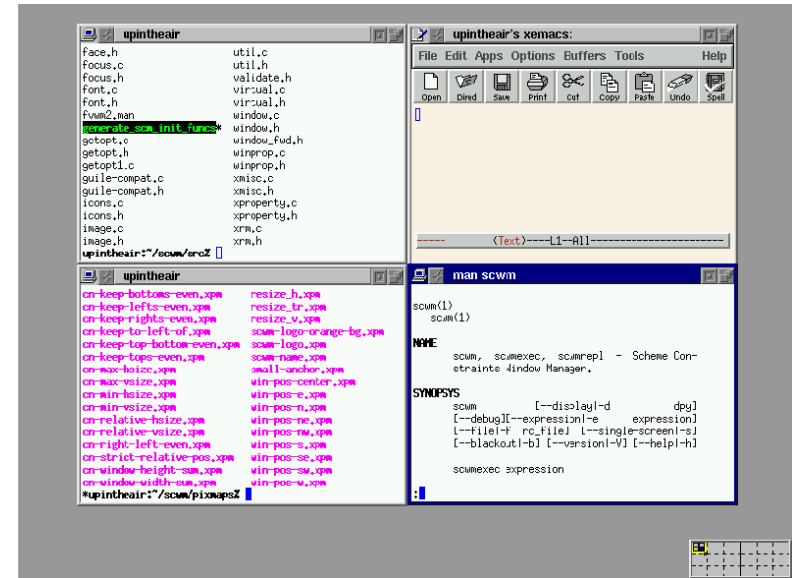 upintheair
face.h util.c
focus.c util.h
focus.h validate.h
font.c virtual.c
font.h virtual.h
fvwm2.man window.c
generate_scm_init_funcs* window.h
getopt.c window_fwd.h
getopt.h winprop.c
getopt1.c winprop.h
guile-compat.c xmisc.c
guile-compat.h xmisc.h
icons.c xproperty.c
icons.h xproperty.h
image.c xrm.c
image.h xrm.h
upintheair:~/scwm/src%
upintheair's xemacs:
File Edit Apps Options Buffers Tools Help
Open Dired Save Print Cut Copy Paste Undo Spell
-----    (Text)----L1--All-----------------------
upintheair
cn-keep-bottoms-even.xpm resize_h.xpm
cn-keep-lefts-even.xpm resize_tr.xpm
cn-keep-rights-even.xpm resize_v.xpm
cn-keep-to-left-of.xpm scwm-logo-orange-bg.xpm
cn-keep-top-bottom-even.xpm scwm-logo.xpm
cn-keep-tops-even.xpm scwm-name.xpm
cn-max-hsize.xpm small-anchor.xpm
cn-max-vsize.xpm win-pos-center.xpm
cn-min-hsize.xpm win-pos-e.xpm
cn-min-vsize.xpm win-pos-n.xpm
cn-relative-hsize.xpm win-pos-ne.xpm
cn-relative-vsize.xpm win-pos-nw.xpm
cn-right-left-even.xpm win-pos-s.xpm
cn-strict-relative-pos.xpm win-pos-se.xpm
cn-window-height-sum.xpm win-pos-sw.xpm
cn-window-width-sum.xpm win-pos-w.xpm
*upintheair:~/scwm/pixmaps%
man scwm
scwm(1)
scwm(1)
NAME
scwm, scwmexec, scwmrepl - Scheme Con-
straints Window Manager.
SYNOPSYS
scwm [--display|-d dpy]
[--debug][--expression|-e expression]
[--file|-f rc_file] [--single-screen|-s]
[--blackout|-b] [--version|-V] [--help|-h]
scwmexec expression
: